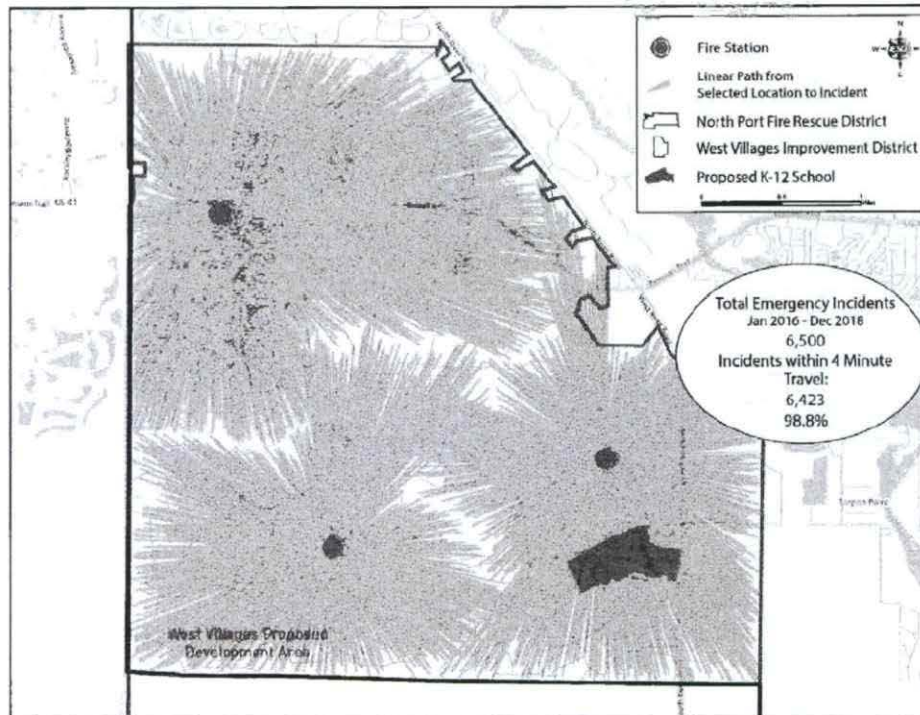 N
W
Fire Station
Linear Path from
Selected Location to Incident
North Port Fire Rescue District
West Villages Improvement District
Proposed K-12 School
Total Emergency Incidents
Jan 2016 - Dec 2018
6,500
Incidents within 4 Minute
Travel:
6,423
98.8%
West Villages Proposed
Development Area